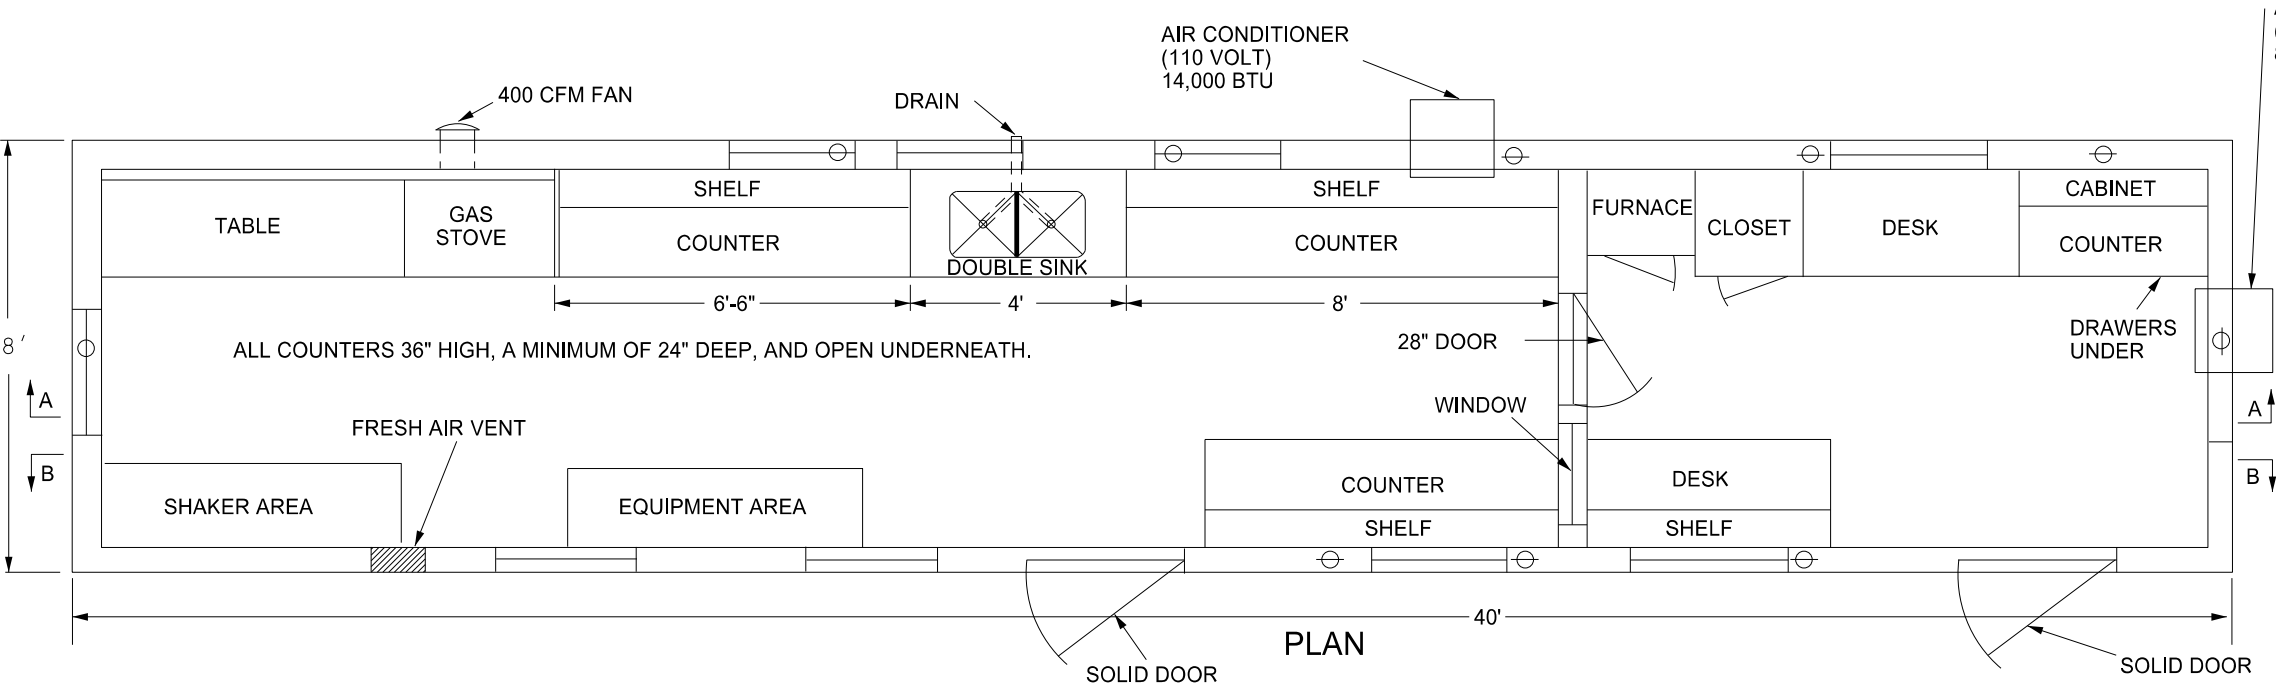 AIR CONDITIONER
(110 VOLT)
14,000 BTU
400 CFM FAN
DRAIN
SHELF
SHELF
CABINET
TABLE
GAS
STOVE
COUNTER
DOUBLE SINK
COUNTER
FURNACE
CLOSET
DESK
COUNTER
6'-6"
4'
8'
8'
ALL COUNTERS 36" HIGH, A MINIMUM OF 24" DEEP, AND OPEN UNDERNEATH.
28" DOOR
DRAWERS
UNDER
A
A
FRESH AIR VENT
WINDOW
B
B
SHAKER AREA
EQUIPMENT AREA
COUNTER
SHELF
DESK
SHELF
40'
PLAN
SOLID DOOR
SOLID DOOR